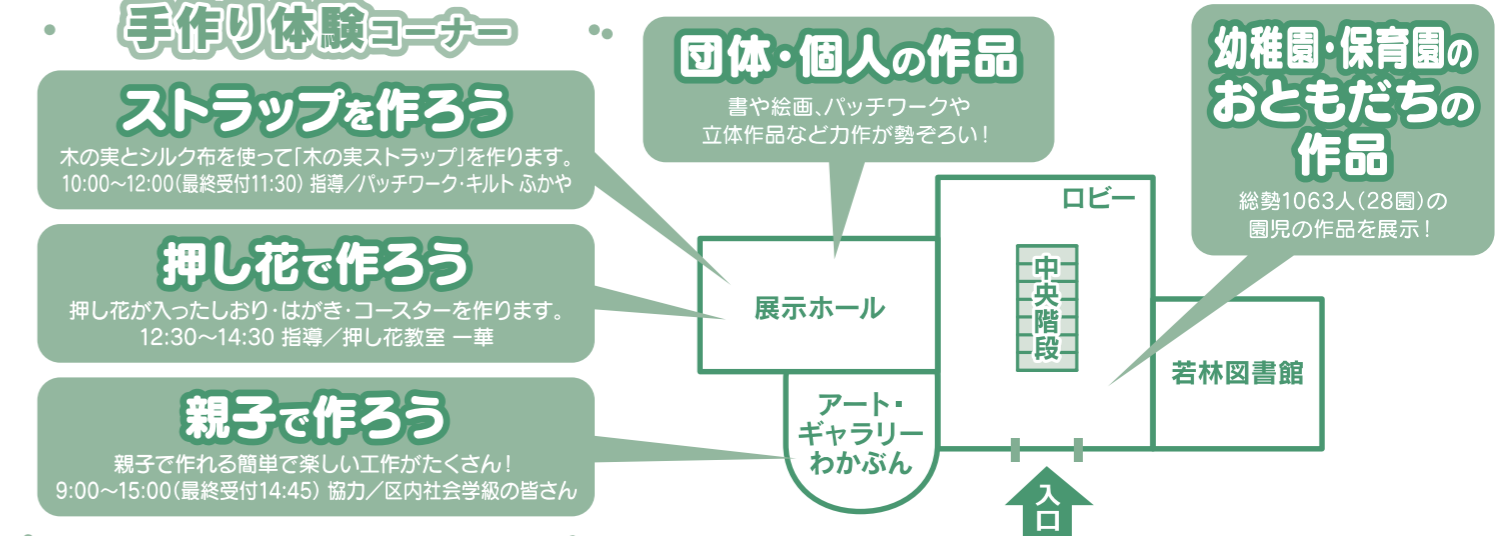 手作り体験コーナー
ストラップを作ろう
木の実とシルク布を使って「木の実ストラップ」を作ります。
10:00～12:00(最終受付11:30) 指導／パッチワーク・キルト ふかや
押し花で作ろう
押し花が入ったしおり・はがき・コースターを作ります。
12:30～14:30 指導／押し花教室 一華
親子で作ろう
親子で作れる簡単で楽しい工作がたくさん！
9:00～15:00(最終受付14:45) 協力／区内社会学級の皆さん
団体・個人の作品
書や絵画、パッチワークや
立体作品など力作が勢ぞろい！
幼稚園・保育園の
おともだちの
作品
総勢1063人(28園)の
園児の作品を展示！
ロビー
中央階段
展示ホール
若林図書館
アート・
ギャラリー
わかぶん
入口